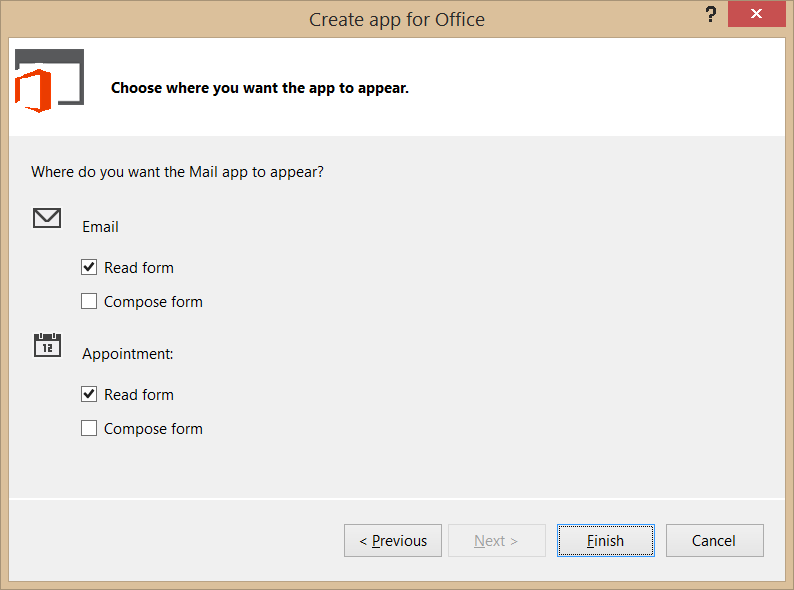 Create app for Office
?
Choose where you want the app to appear.
Where do you want the Mail app to appear?
Email
Read form
Compose form
12
Appointment:
Read form
Compose form
< Previous
Next >
Finish
Cancel